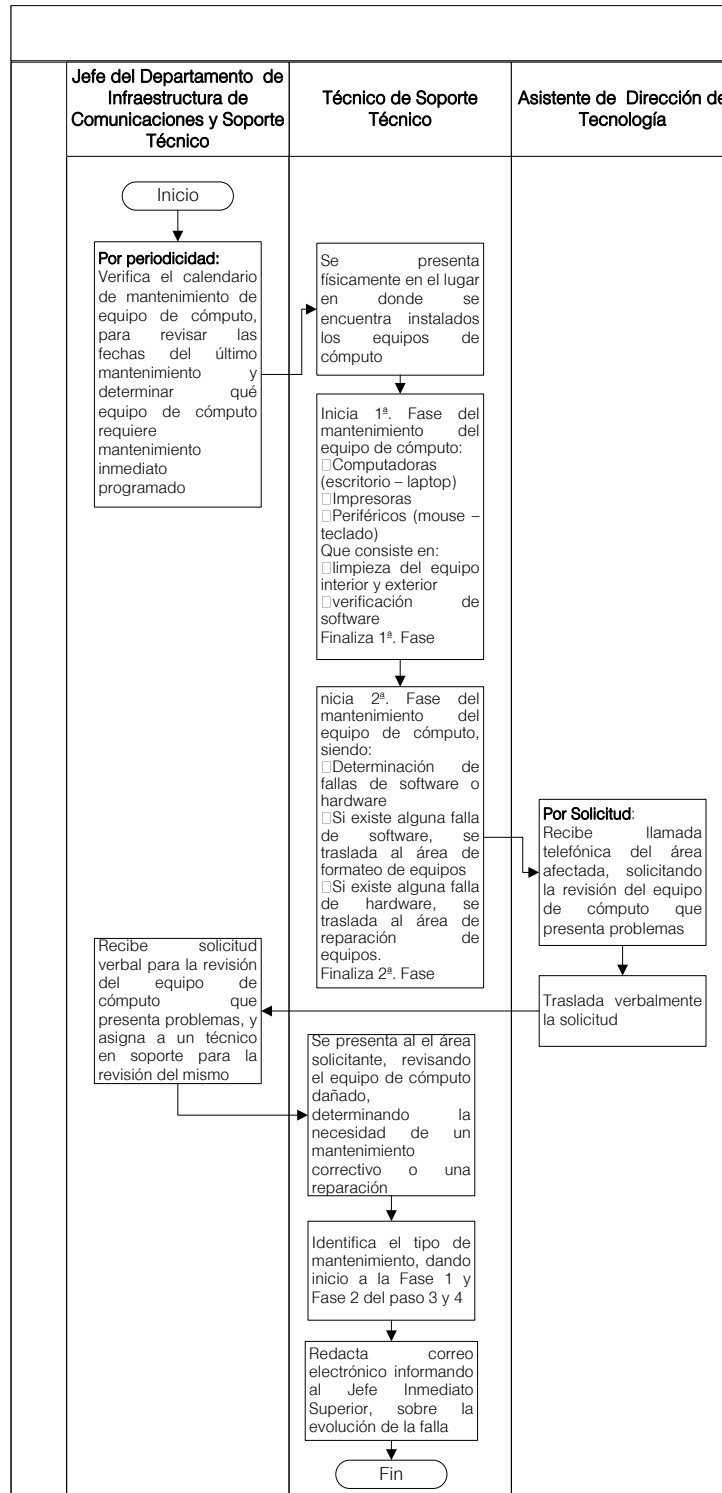 Jefe del Departamento de
Infraestructura de
Comunicaciones y Soporte
Técnico
Técnico de Soporte
Técnico
Asistente de Dirección de
Tecnología
Inicio
Por periodicidad:
Verifica el calendario
de mantenimiento de
equipo de cómputo,
para revisar las
fechas del último
mantenimiento y
determinar qué
equipo de cómputo
requiere
mantenimiento
inmediato
programado
Se presenta
físicamente en el lugar
en donde se
encuentra instalados
los equipos de
cómputo
Inicia 1ª. Fase del
mantenimiento del
equipo de cómputo:
Computadoras
(escritorio – laptop)
Impresoras
Periféricos (mouse –
teclado)
Que consiste en:
limpieza del equipo
interior y exterior
verificación de
software
Finaliza 1ª. Fase
nicia 2ª. Fase del
mantenimiento del
equipo de cómputo,
siendo:
Determinación de
fallas de software o
hardware
Si existe alguna falla
de software, se
traslada al área de
formateo de equipos
Si existe alguna falla
de hardware, se
traslada al área de
reparación de
equipos.
Finaliza 2ª. Fase
Por Solicitud:
Recibe llamada
telefónica del área
afectada, solicitando
la revisión del equipo
de cómputo que
presenta problemas
Traslada verbalmente
la solicitud
Recibe solicitud
verbal para la revisión
del equipo de
cómputo que
presenta problemas, y
asigna a un técnico
en soporte para la
revisión del mismo
Se presenta al el área
solicitante, revisando
el equipo de cómputo
dañado,
determinando la
necesidad de un
mantenimiento
correctivo o una
reparación
Identifica el tipo de
mantenimiento, dando
inicio a la Fase 1 y
Fase 2 del paso 3 y 4
Redacta correo
electrónico informando
al Jefe Inmediato
Superior, sobre la
evolución de la falla
Fin